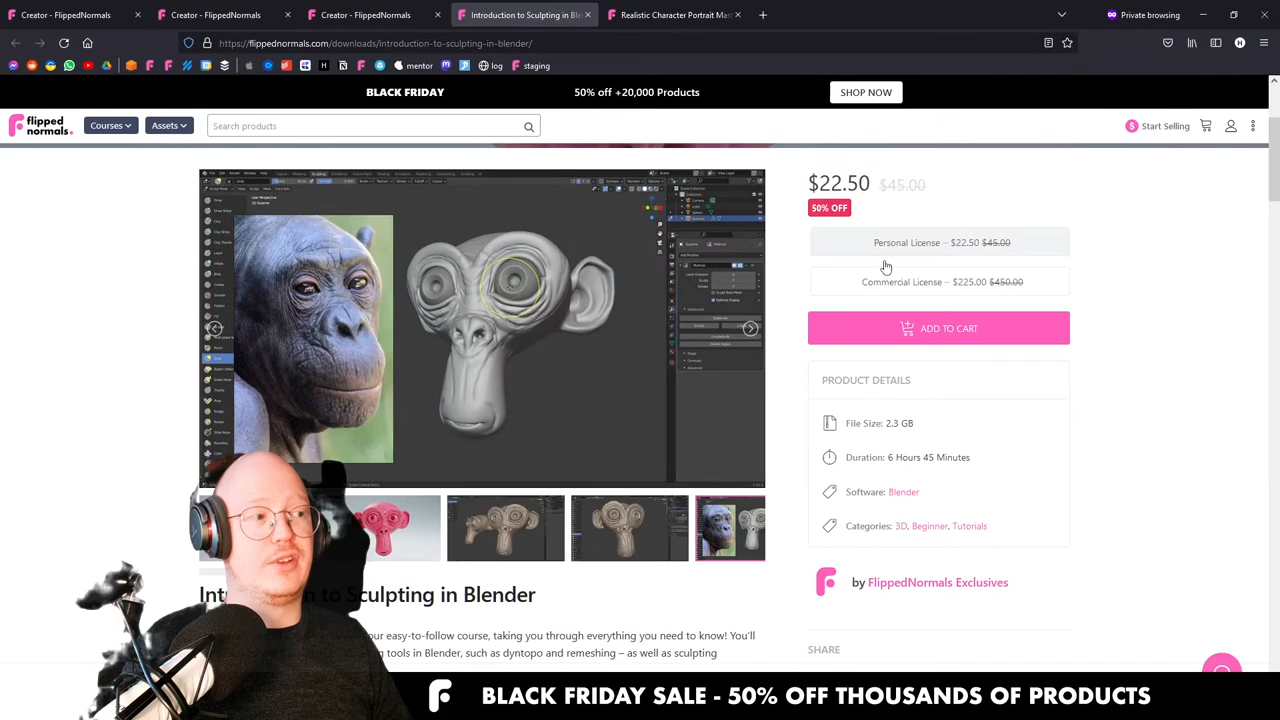 Creator - FlippedNormals
Creator - FlippedNormals
Creator - FlippedNormals
Introduction to Sculpting in Ble
Realistic Character Portrait Mast
Private browsing
https://flippednormals.com/downloads/introduction-to-sculpting-in-blender/
mentor
log
staging
BLACK FRIDAY
50% off +20,000 Products
SHOP NOW
flipped normals.
Courses
Assets
Search products
Start Selling
$22.50 $45.00
50% OFF
Personal License – $22.50 $45.00
Commercial License – $225.00 $450.00
ADD TO CART
PRODUCT DETAILS
File Size: 2.3 GB
Duration: 6 Hours 45 Minutes
Software: Blender
Categories: 3D, Beginner, Tutorials
by FlippedNormals Exclusives
SHARE
to Sculpting in Blender
our easy-to-follow course, taking you through everything you need to know! You'll
tools in Blender, such as dyntopo and remeshing – as well as sculpting
BLACK FRIDAY SALE - 50% OFF THOUSANDS OF PRODUCTS